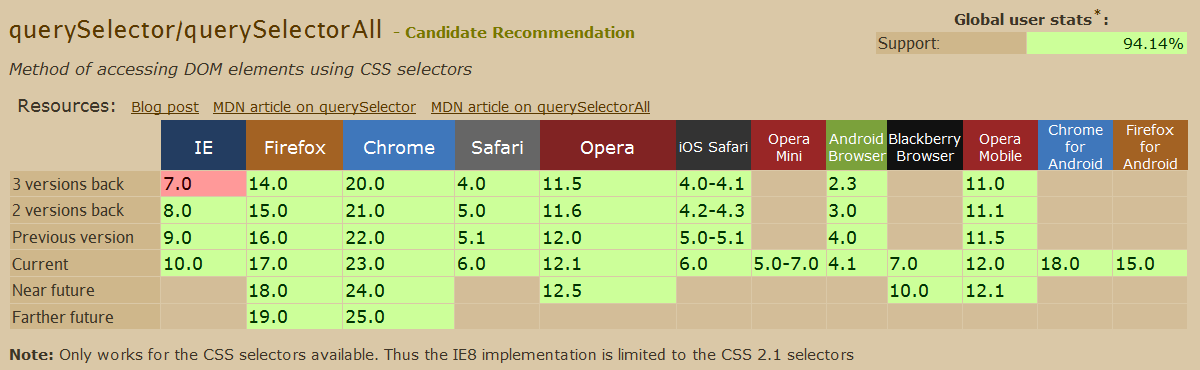 querySelector/querySelectorAll - Candidate Recommendation
Global user stats*:
Support: 94.14%
Method of accessing DOM elements using CSS selectors
Resources: Blog post MDN article on querySelector MDN article on querySelectorAll
IE Firefox Chrome Safari Opera iOS Safari Opera Mini Android Browser Blackberry Browser Opera Mobile Chrome for Android Firefox for Android
3 versions back 7.0 14.0 20.0 4.0 11.5 4.0-4.1 2.3 11.0
2 versions back 8.0 15.0 21.0 5.0 11.6 4.2-4.3 3.0 11.1
Previous version 9.0 16.0 22.0 5.1 12.0 5.0-5.1 4.0 11.5
Current 10.0 17.0 23.0 6.0 12.1 6.0 5.0-7.0 4.1 7.0 12.0 18.0 15.0
Near future 18.0 24.0 12.5 10.0 12.1
Farther future 19.0 25.0
Note: Only works for the CSS selectors available. Thus the IE8 implementation is limited to the CSS 2.1 selectors